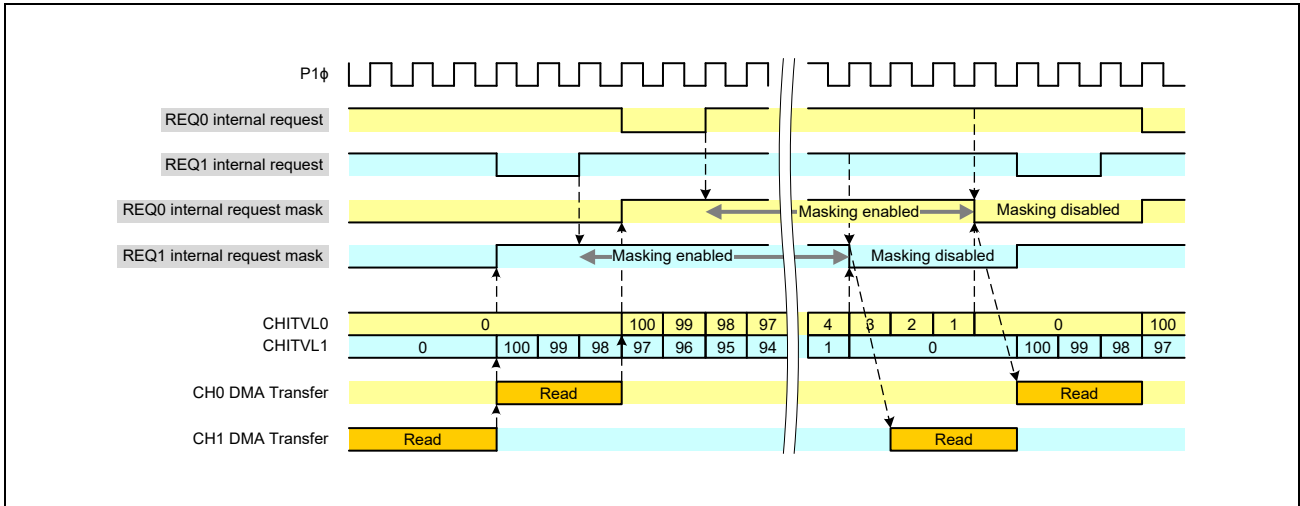 P1ϕ
REQ0 internal request
REQ1 internal request
REQ0 internal request mask Masking enabled Masking disabled
REQ1 internal request mask Masking enabled Masking disabled
CHITVL0 0 100 99 98 97 4 3 2 1 0 100
CHITVL1 0 100 99 98 97 96 95 94 1 0 100 99 98 97
CH0 DMA Transfer Read Read
CH1 DMA Transfer Read Read